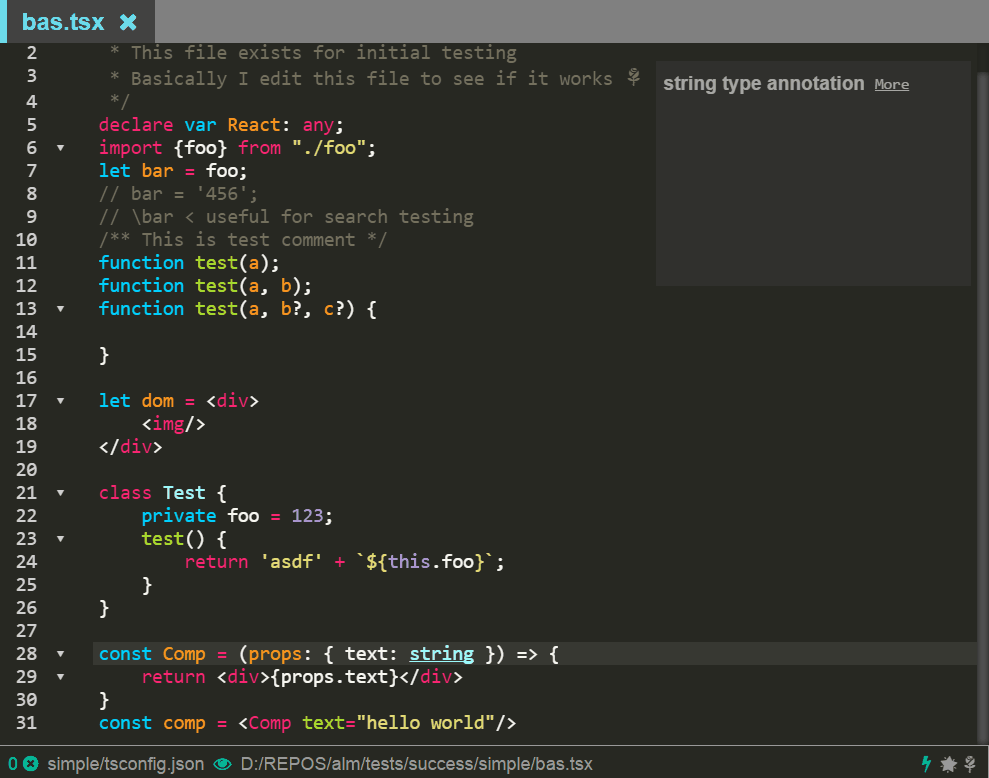 bas.tsx ✖
2 * This file exists for initial testing
3 * Basically I edit this file to see if it works 🌹
4 */
5 declare var React: any;
6 import {foo} from "./foo";
7 let bar = foo;
8 // bar = '456';
9 // \bar < useful for search testing
10 /** This is test comment */
11 function test(a);
12 function test(a, b);
13 function test(a, b?, c?) {
14
15 }
16
17 let dom = <div>
18     <img/>
19 </div>
20
21 class Test {
22     private foo = 123;
23     test() {
24         return 'asdf' + `${this.foo}`;
25     }
26 }
27
28 const Comp = (props: { text: string }) => {
29     return <div>{props.text}</div>
30 }
31 const comp = <Comp text="hello world"/>
string type annotation More
0 simple/tsconfig.json D:/REPOS/alm/tests/success/simple/bas.tsx